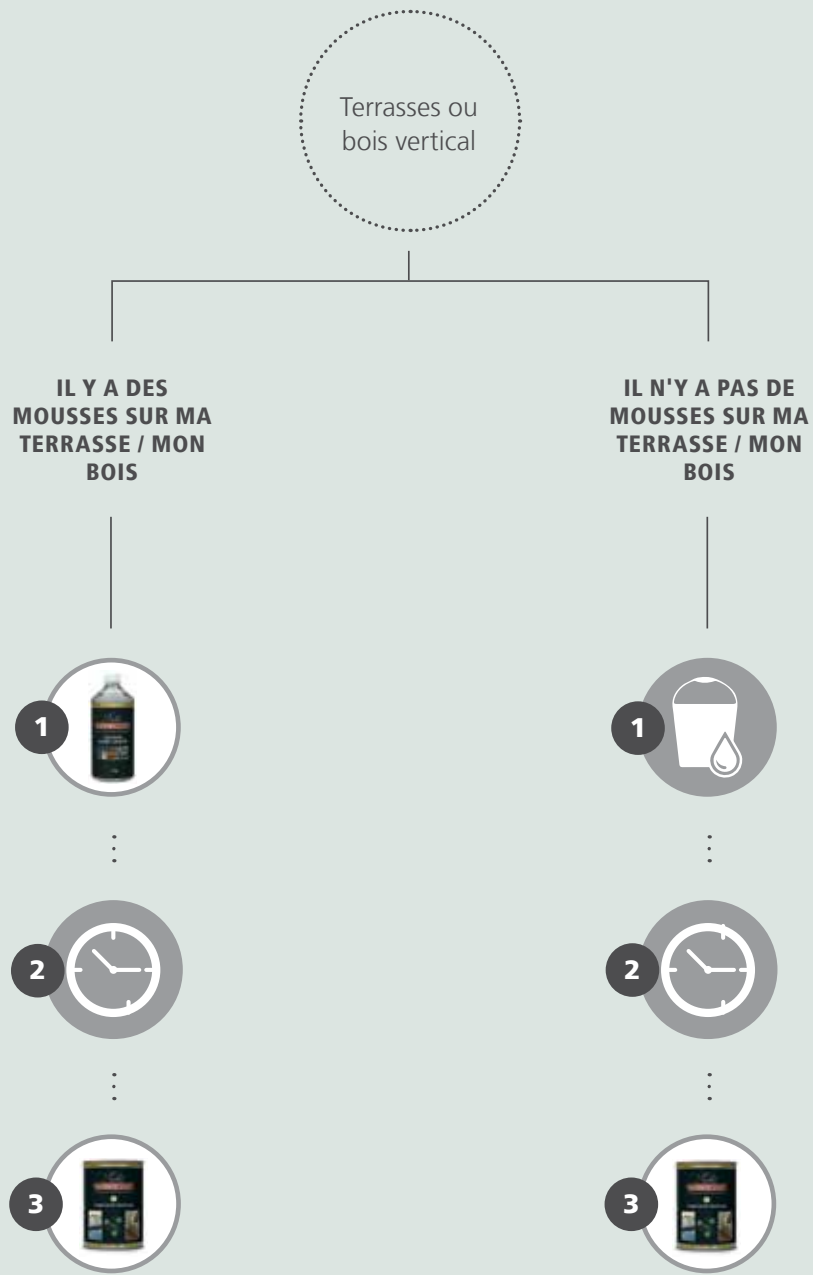 Terrasses ou
bois vertical
IL Y A DES
MOUSSES SUR MA
TERRASSE / MON
BOIS
IL N'Y A PAS DE
MOUSSES SUR MA
TERRASSE / MON
BOIS
1
1
2
2
3
3